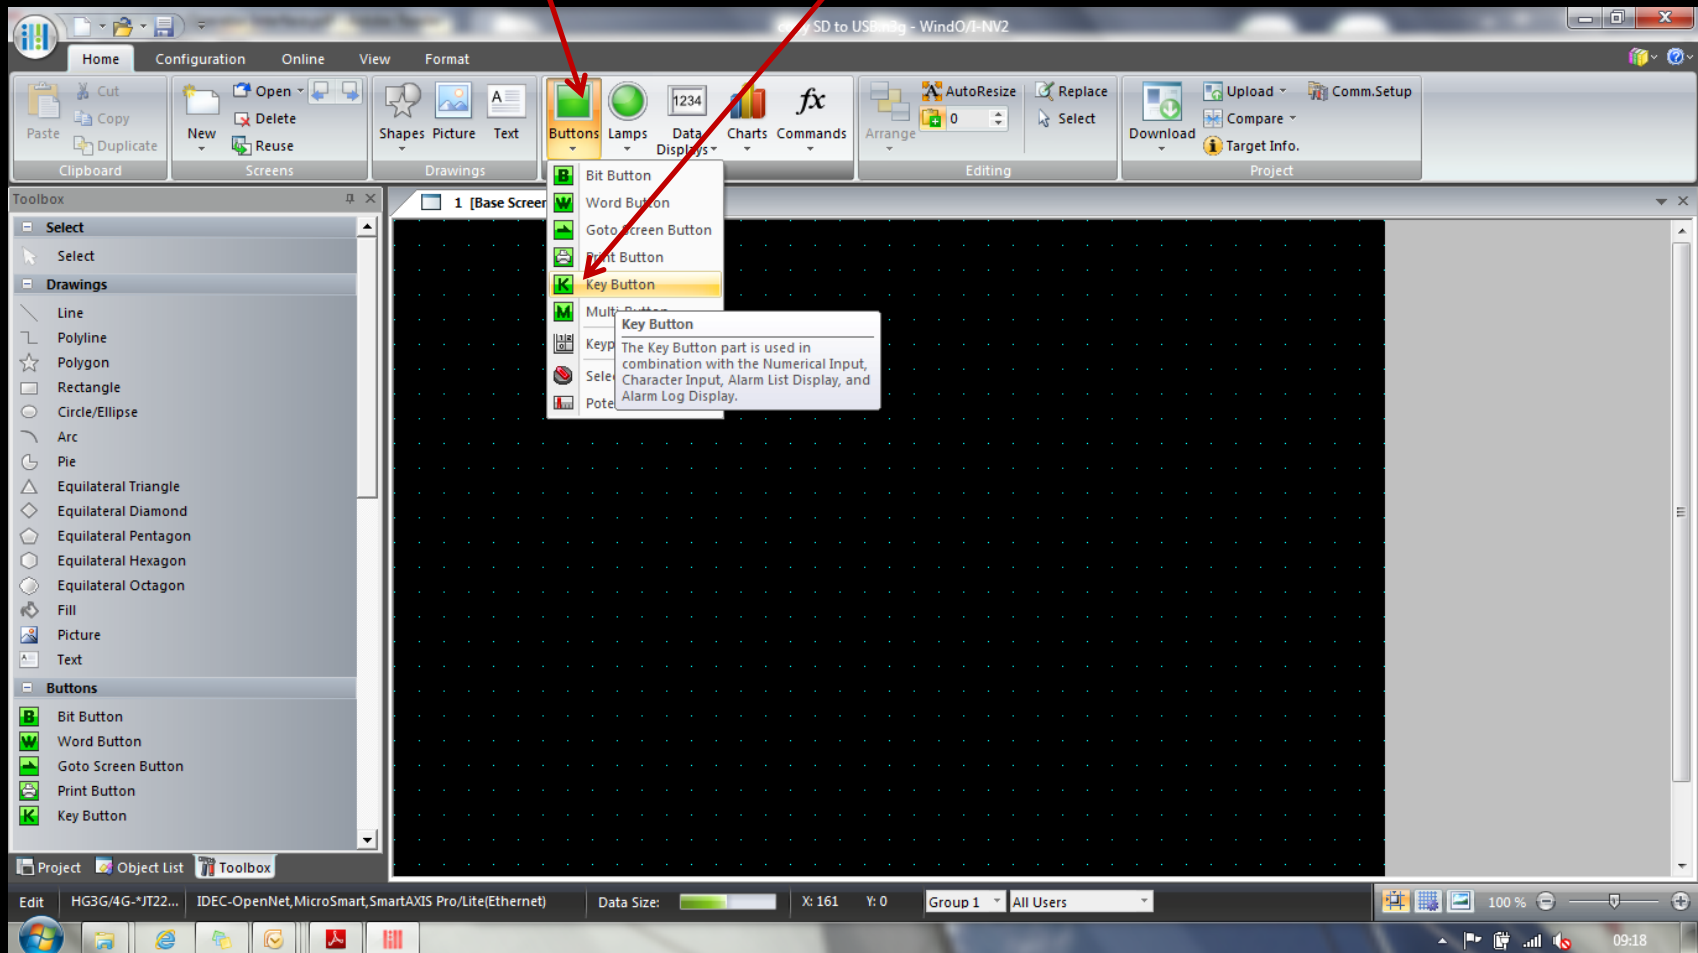 SD to USB
- WindO/I-NV2
Home Configuration Online View Format
Cut
Copy
Duplicate
Paste
Clipboard
New
Open
Delete
Reuse
Screens
Shapes Picture Text
Drawings
Buttons Lamps Data Displays Charts Commands
1234
fx
Arrange
AutoResize
0
Replace
Select
Editing
Download
Upload
Compare
Target Info.
Comm.Setup
Project
Toolbox
Select
Select
Drawings
Line
Polyline
Polygon
Rectangle
Circle/Ellipse
Arc
Pie
Equilateral Triangle
Equilateral Diamond
Equilateral Pentagon
Equilateral Hexagon
Equilateral Octagon
Fill
Picture
Text
Buttons
Bit Button
Word Button
Goto Screen Button
Print Button
Key Button
Project Object List Toolbox
1 [Base Screen
Bit Button
Word Button
Goto Screen Button
Print Button
Key Button
Multi Button
Keyp
Sele
Pote
Key Button
The Key Button part is used in
combination with the Numerical Input,
Character Input, Alarm List Display, and
Alarm Log Display.
Edit HG3G/4G-*JT22... IDEC-OpenNet,MicroSmart,SmartAXIS Pro/Lite(Ethernet) Data Size: X: 161 Y: 0 Group 1 All Users 100 %
09:18